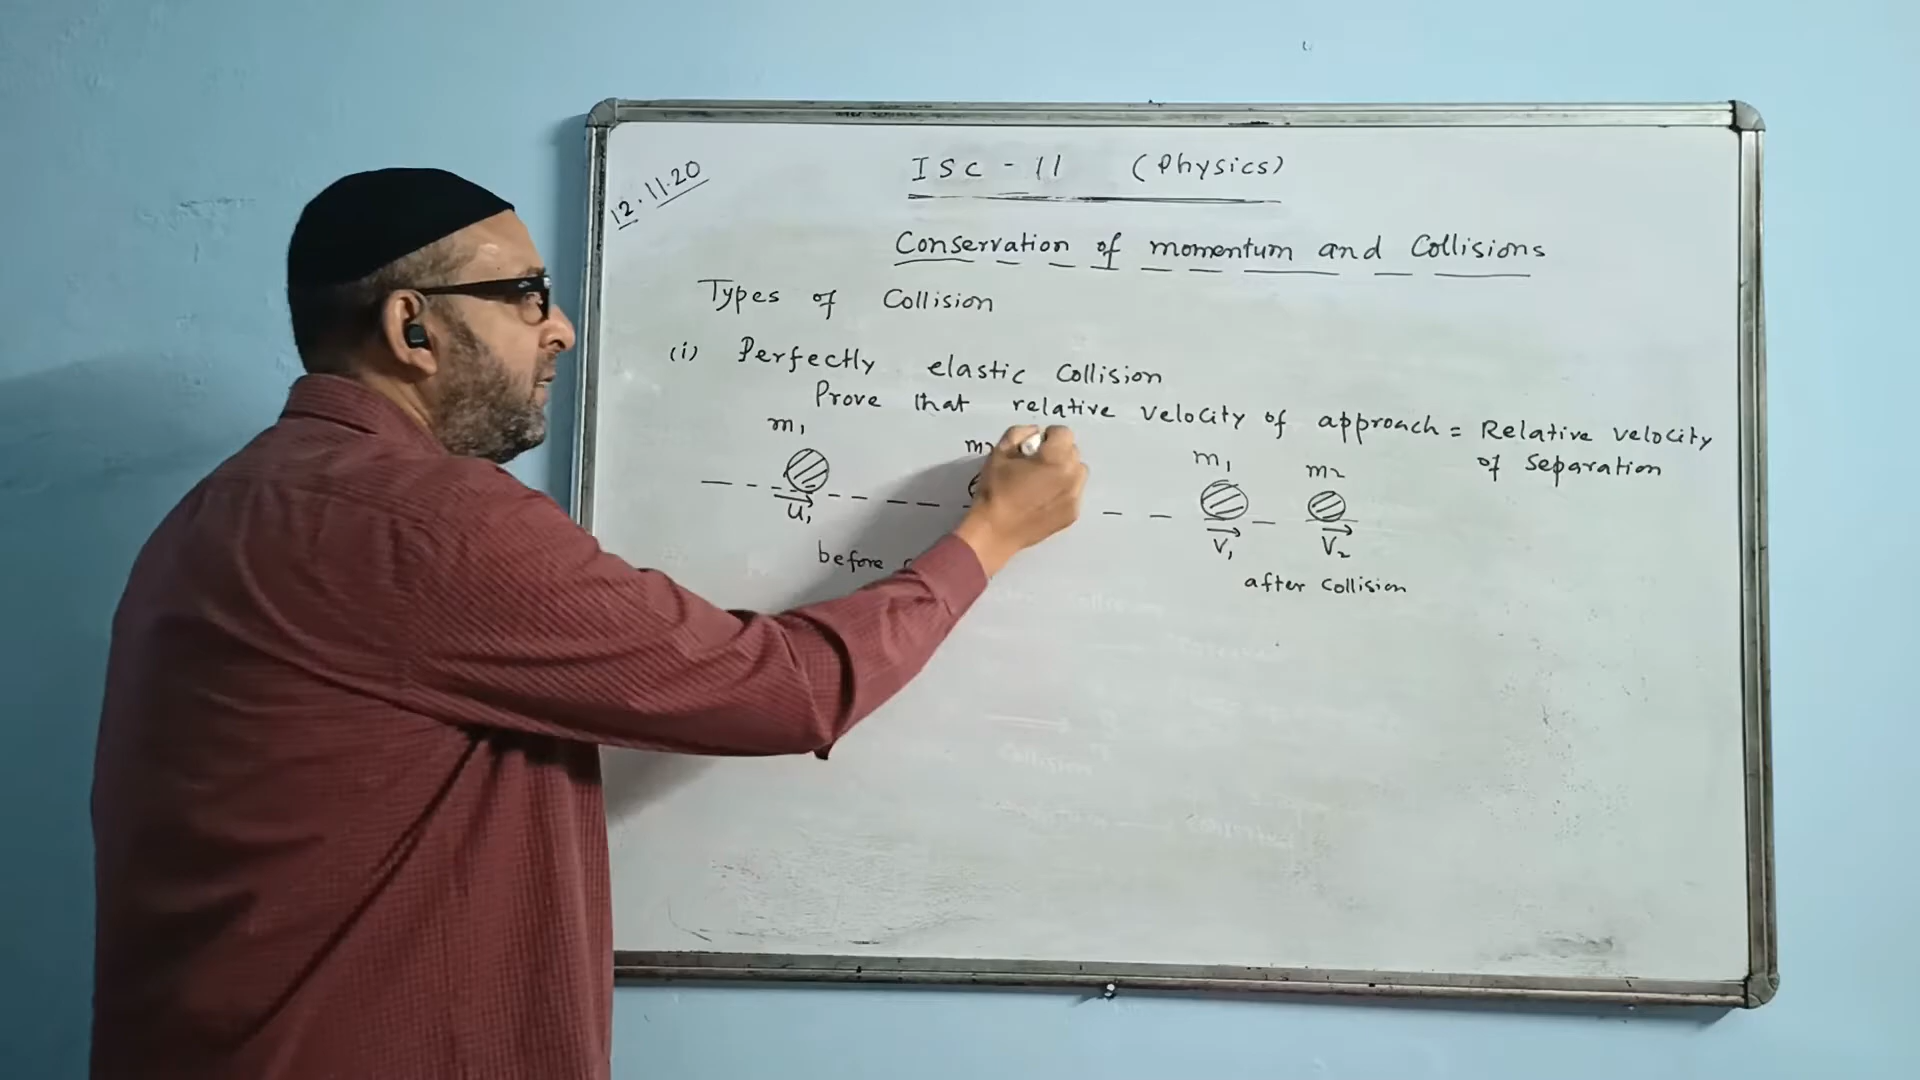 12.11.20
ISC - 11 (Physics)
Conservation of momentum and Collisions
Types of Collision
(i) Perfectly elastic Collision
Prove that relative velocity of approach = Relative velocity
of Separation
m₁ m₂ m₁ m₂
u₁ v₁ v₂
before
after Collision